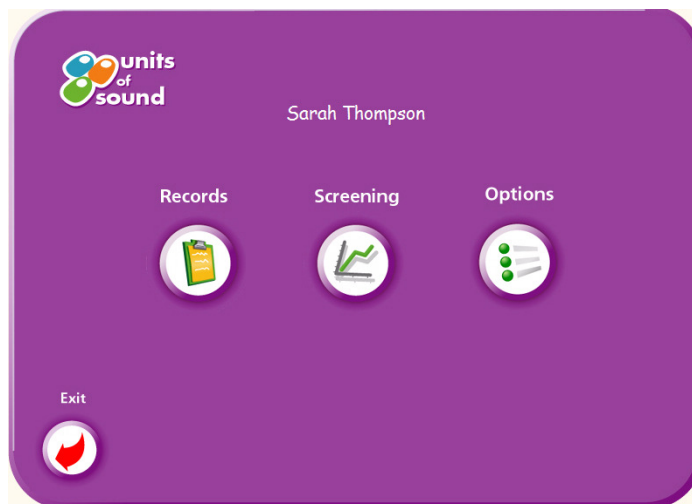 units
of
sound
Sarah Thompson
Records Screening Options
Exit